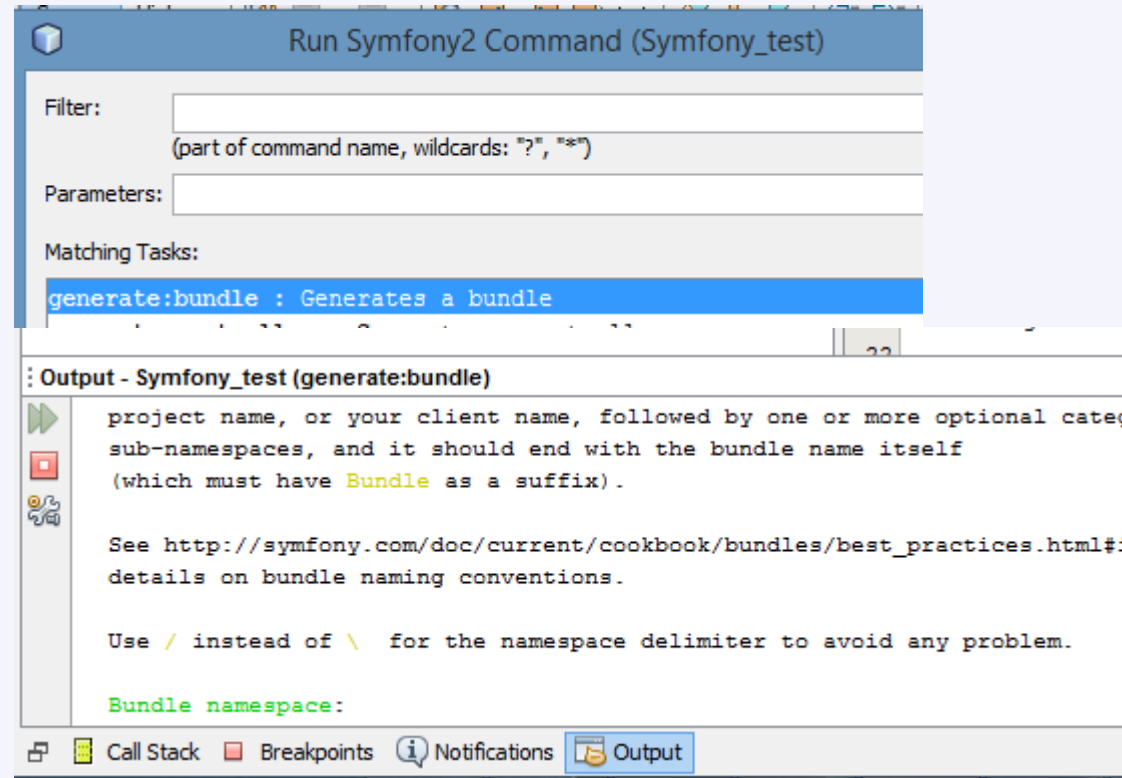 Run Symfony2 Command (Symfony_test)
Filter:
(part of command name, wildcards: "?", "*")
Parameters:
Matching Tasks:
generate:bundle : Generates a bundle
Output - Symfony_test (generate:bundle)
project name, or your client name, followed by one or more optional
sub-namespaces, and it should end with the bundle name itself
(which must have Bundle as a suffix).
See http://symfony.com/doc/current/cookbook/bundles/best_practices.html#
details on bundle naming conventions.
Use / instead of \ for the namespace delimiter to avoid any problem.
Bundle namespace:
Call Stack Breakpoints Notifications Output